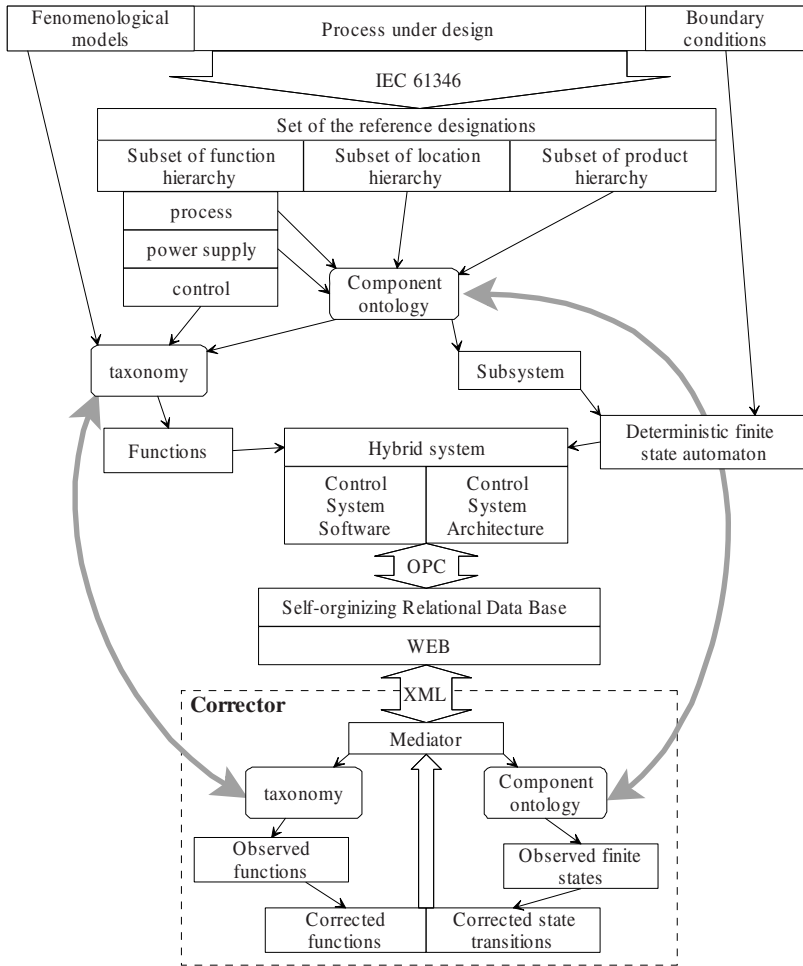 Fenomenological
models
Process under design
Boundary
conditions
IEC 61346
Set of the reference designations
Subset of function
hierarchy
Subset of location
hierarchy
Subset of product
hierarchy
process
power supply
control
Component
ontology
taxonomy
Subsystem
Functions
Hybrid system
Deterministic finite
state automaton
Control
System
Software
Control
System
Architecture
OPC
Self-orginizing Relational Data Base
WEB
XML
Corrector
Mediator
taxonomy
Component
ontology
Observed
functions
Observed finite
states
Corrected
functions
Corrected state
transitions